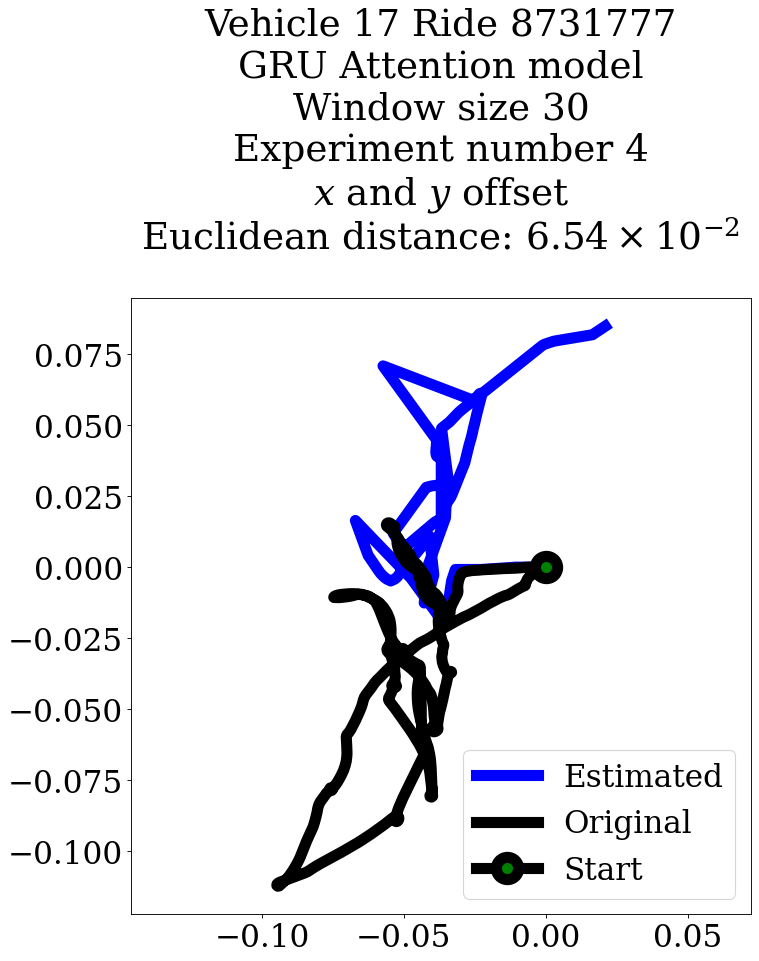 Vehicle 17 Ride 8731777
GRU Attention model
Window size 30
Experiment number 4
x and y offset
Euclidean distance: 6.54 × 10⁻²
0.075
0.050
0.025
0.000
−0.025
−0.050
−0.075
−0.100
Estimated
Original
Start
−0.10 −0.05 0.00 0.05